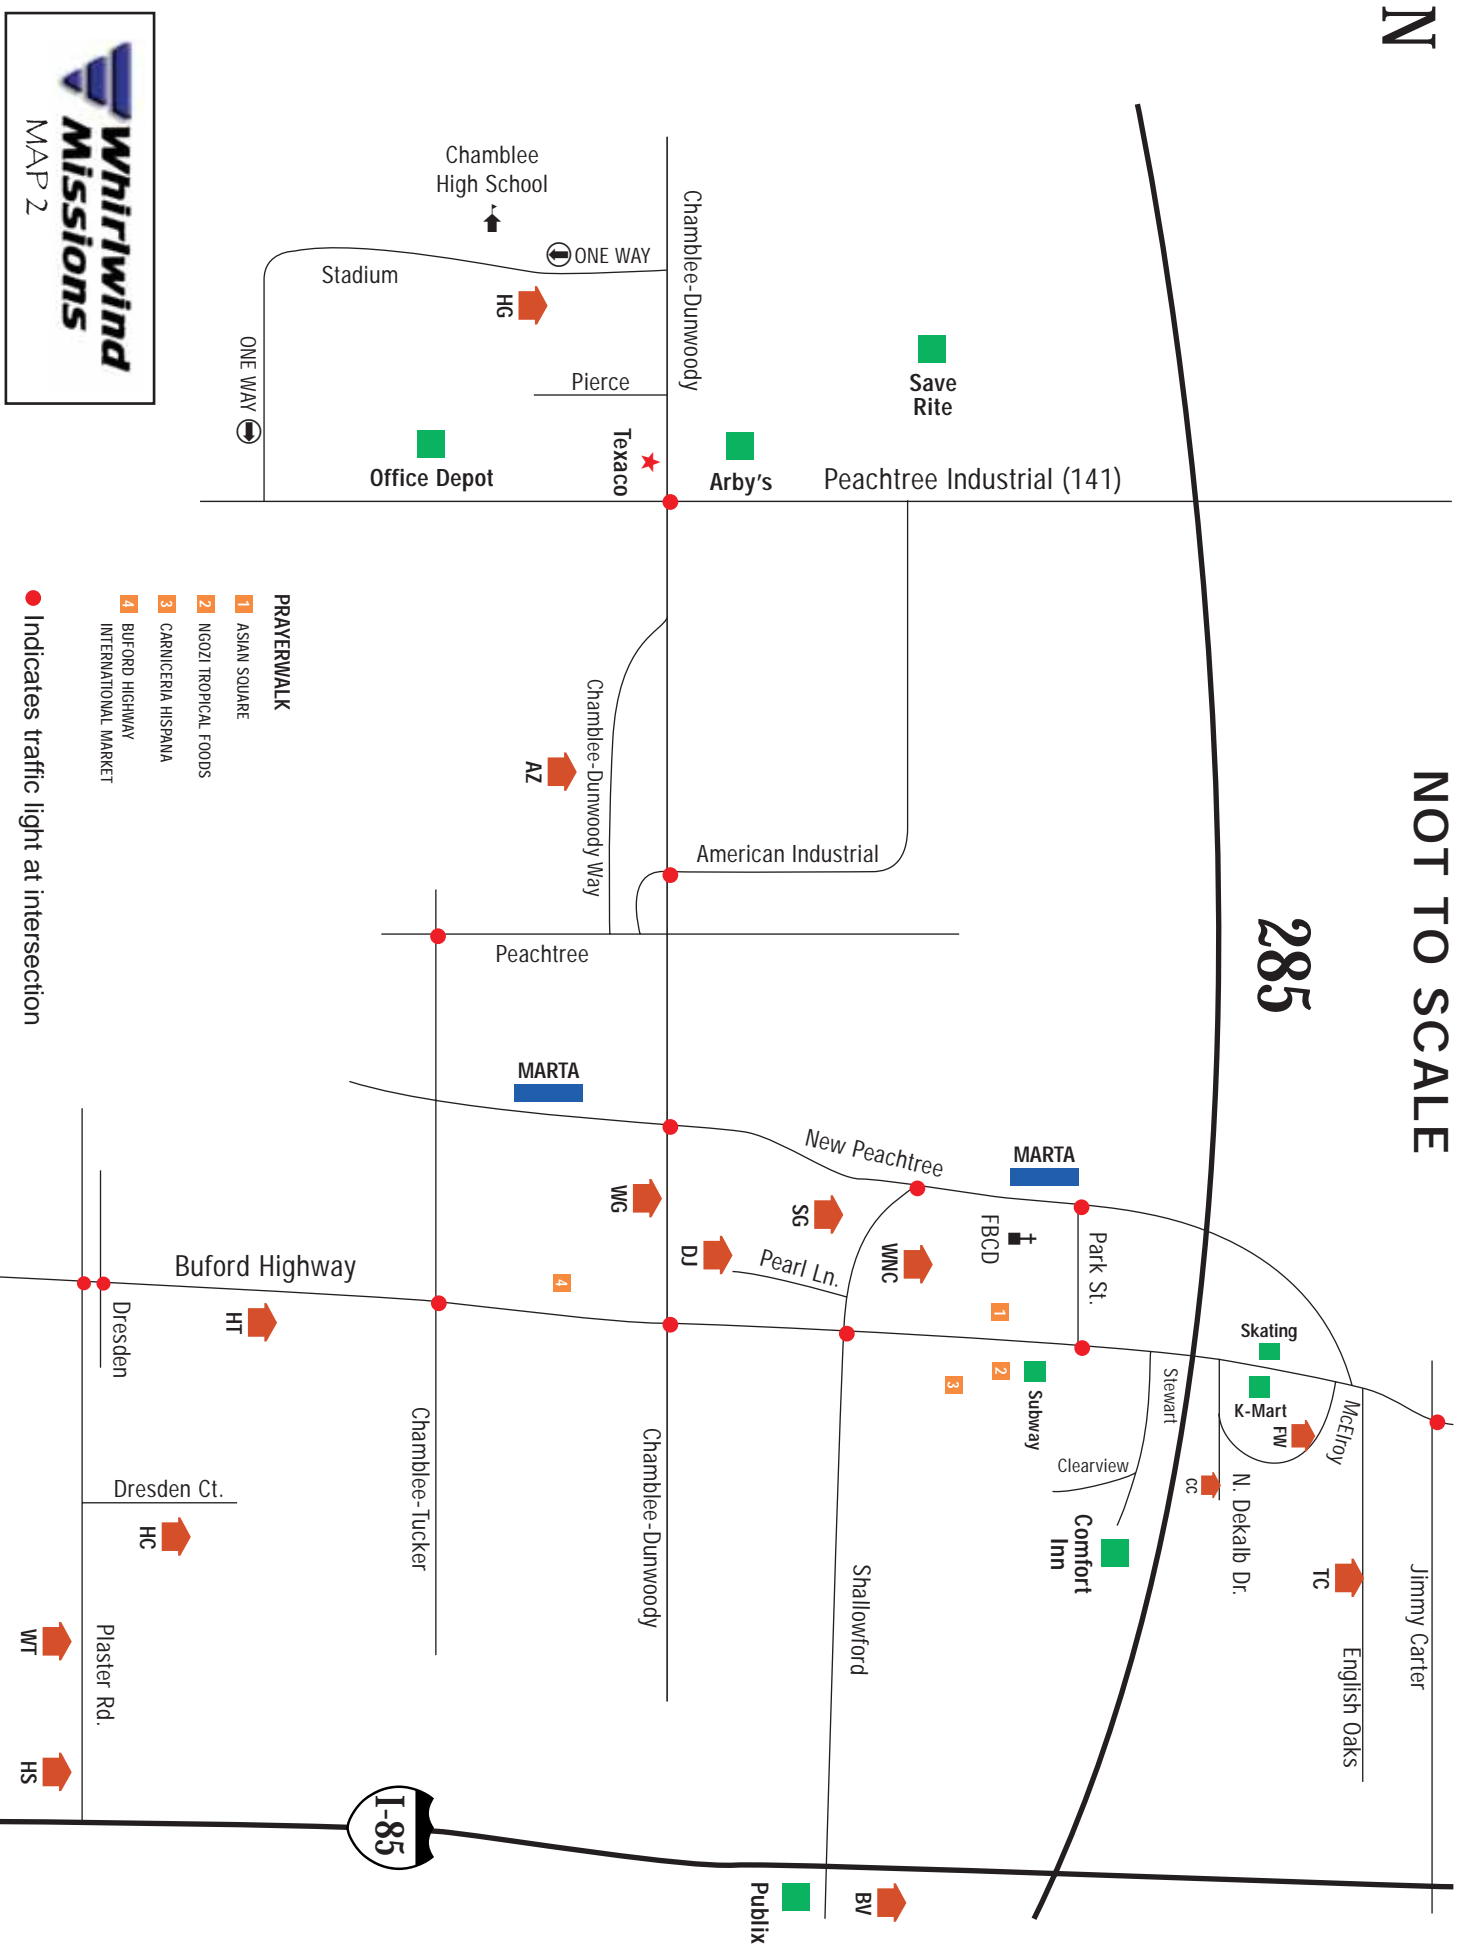 N
NOT TO SCALE
285
Whirlwind
Missions
MAP 2
Chamblee
High School
ONE WAY
Stadium
HG
Chamblee-Dunwoody
Save
Rite
ONE WAY
Pierce
Texaco
Office Depot
Arby's
Peachtree Industrial (141)
PRAYERWALK
1 ASIAN SQUARE
2 NGOZI TROPICAL FOODS
3 CARNICERIA HISPANA
4 BUFORD HIGHWAY
INTERNATIONAL MARKET
Indicates traffic light at intersection
AZ
Chamblee-Dunwoody Way
American Industrial
Peachtree
MARTA
New Peachtree
MARTA
WG
SG
DJ
Pearl Ln.
WNC
FBCD
Park St.
4
1
2
3
Subway
Buford Highway
Dresden
HT
Skating
K-Mart
FW
McElroy
Stewart
Clearview
CC
N. Dekalb Dr.
Comfort
Inn
TC
English Oaks
Jimmy Carter
Dresden Ct.
HC
Chamblee-Tucker
Chamblee-Dunwoody
Shallowford
WT
Plaster Rd.
HS
I-85
Publix
BV